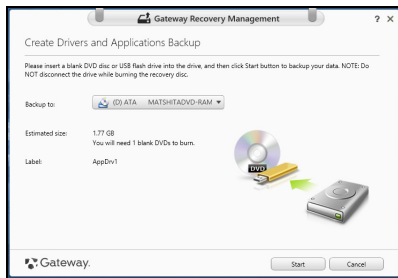 Gateway Recovery Management
?
Create Drivers and Applications Backup
Please insert a blank DVD disc or USB flash drive into the drive, and then click Start button to backup your data. NOTE: Do
NOT disconnect the drive while burning the recovery disc.
Backup to: (D) ATA MATSHITADVD-RAM
Estimated size: 1.77 GB
You will need 1 blank DVDs to burn.
Label: AppDrv1
DVD
Gateway.
Start Cancel